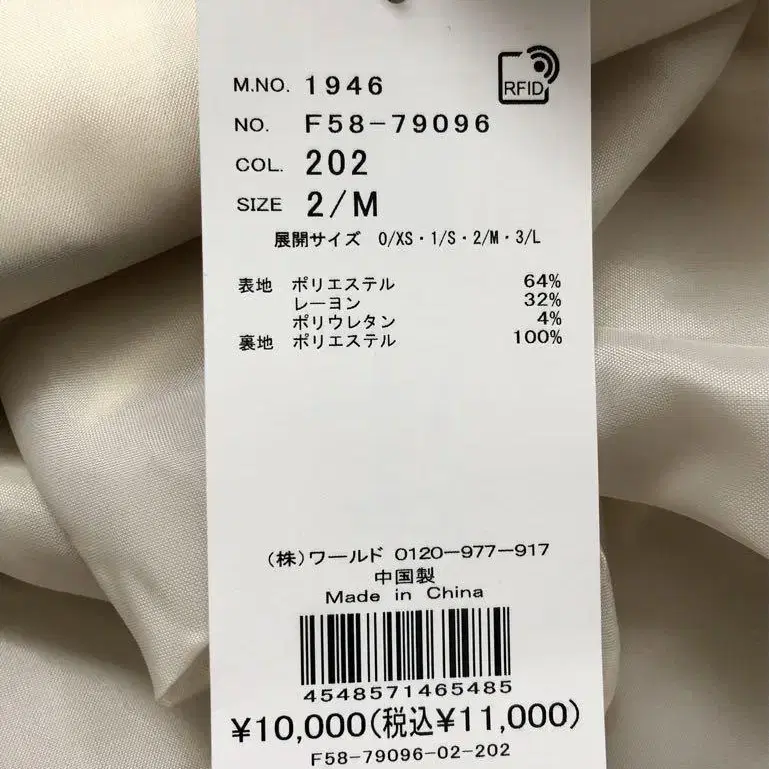 RFID
M.NO. 1946
NO. F58-79096
COL. 202
SIZE 2/M
展開サイズ 0/XS・1/S・2/M・3/L
表地 ポリエステル 64%
レーヨン 32%
ポリウレタン 4%
裏地 ポリエステル 100%
(株)ワールド 0120-977-917
中国製
Made in China
4548571465485
¥10,000(税込¥11,000)
F58-79096-02-202